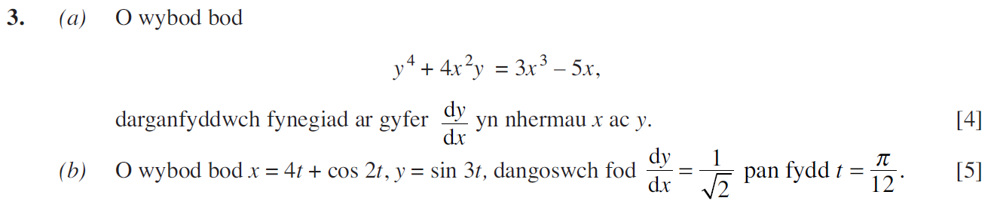 3. (a) O wybod bod
y⁴ + 4x²y = 3x³ – 5x,
darganfyddwch fynegiad ar gyfer dy/dx yn nhermau x ac y. [4]
(b) O wybod bod x = 4t + cos 2t, y = sin 3t, dangoswch fod dy/dx = 1/√2 pan fydd t = π/12. [5]